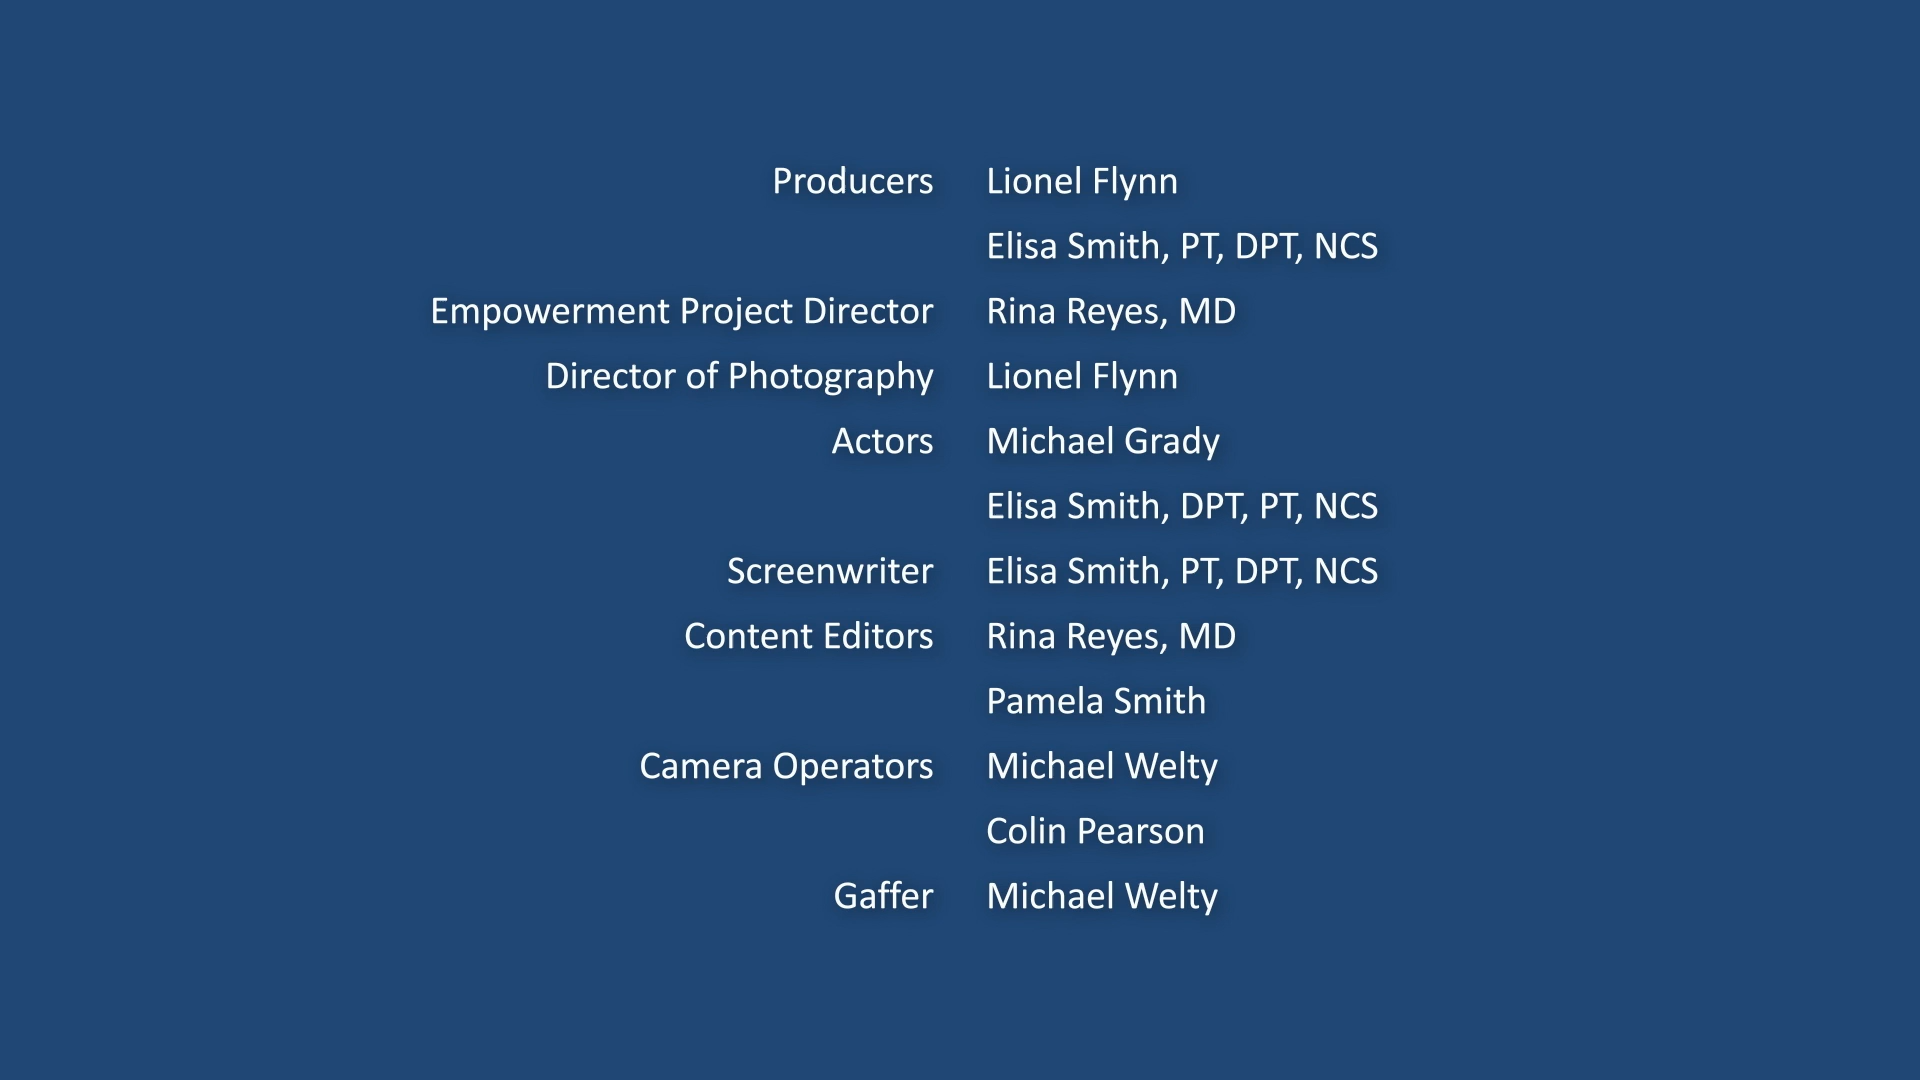 Producers Lionel Flynn
Elisa Smith, PT, DPT, NCS
Empowerment Project Director Rina Reyes, MD
Director of Photography Lionel Flynn
Actors Michael Grady
Elisa Smith, DPT, PT, NCS
Screenwriter Elisa Smith, PT, DPT, NCS
Content Editors Rina Reyes, MD
Pamela Smith
Camera Operators Michael Welty
Colin Pearson
Gaffer Michael Welty